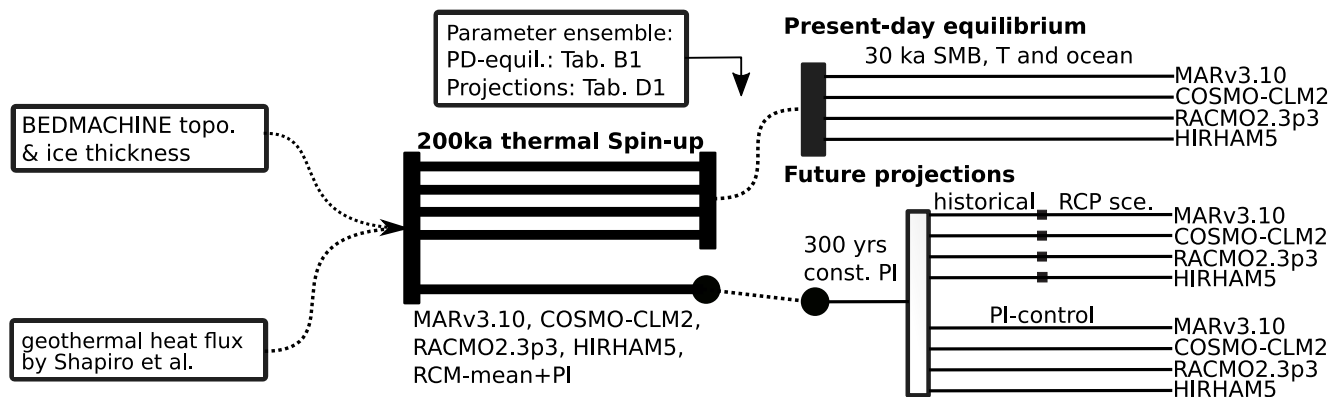 Parameter ensemble:
PD-equil.: Tab. B1
Projections: Tab. D1
Present-day equilibrium
30 ka SMB, T and ocean
MARv3.10
COSMO-CLM2
RACMO2.3p3
HIRHAM5
BEDMACHINE topo.
& ice thickness
200ka thermal Spin-up
Future projections
historical
RCP sce.
MARv3.10
COSMO-CLM2
RACMO2.3p3
HIRHAM5
300 yrs
const. PI
geothermal heat flux
by Shapiro et al.
MARv3.10, COSMO-CLM2,
RACMO2.3p3, HIRHAM5,
RCM-mean+PI
PI-control
MARv3.10
COSMO-CLM2
RACMO2.3p3
HIRHAM5